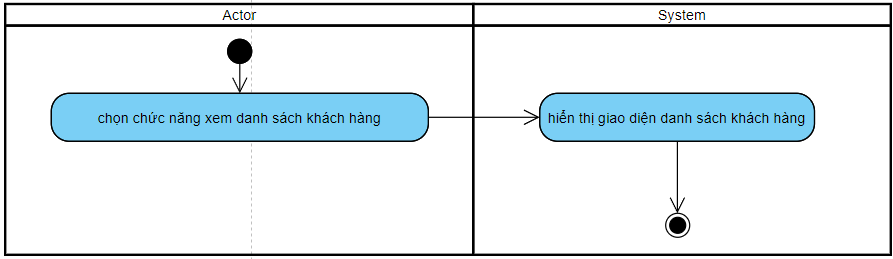 Actor
System
chọn chức năng xem danh sách khách hàng
hiển thị giao diện danh sách khách hàng